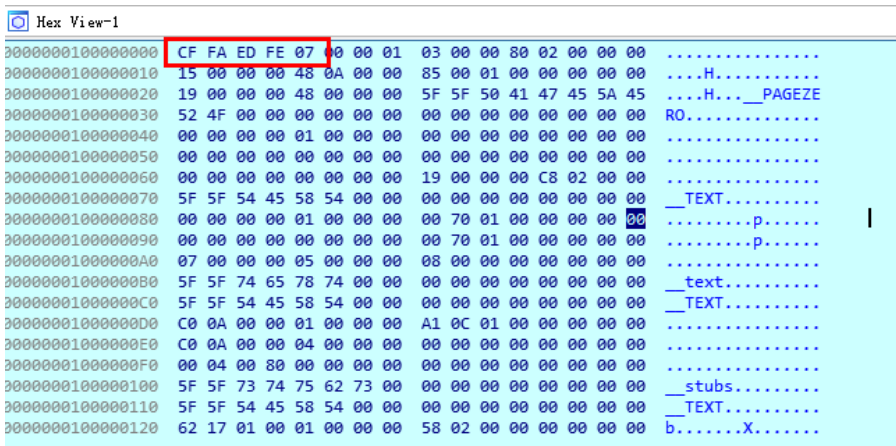 Hex View-1
0000000100000000 CF FA ED FE 07 00 00 01 03 00 00 80 02 00 00 00 ................
0000000100000010 15 00 00 00 48 0A 00 00 85 00 01 00 00 00 00 00 ....H...........
0000000100000020 19 00 00 00 48 00 00 00 5F 5F 50 41 47 45 5A 45 ....H...__PAGEZE
0000000100000030 52 4F 00 00 00 00 00 00 00 00 00 00 00 00 00 00 RO..............
0000000100000040 00 00 00 00 01 00 00 00 00 00 00 00 00 00 00 00 ................
0000000100000050 00 00 00 00 00 00 00 00 00 00 00 00 00 00 00 00 ................
0000000100000060 00 00 00 00 00 00 00 00 19 00 00 00 C8 02 00 00 ................
0000000100000070 5F 5F 54 45 58 54 00 00 00 00 00 00 00 00 00 00 __TEXT..........
0000000100000080 00 00 00 00 01 00 00 00 00 70 01 00 00 00 00 00 .........p......
0000000100000090 00 00 00 00 00 00 00 00 00 70 01 00 00 00 00 00 .........p......
00000001000000A0 07 00 00 00 05 00 00 00 08 00 00 00 00 00 00 00 ................
00000001000000B0 5F 5F 74 65 78 74 00 00 00 00 00 00 00 00 00 00 __text..........
00000001000000C0 5F 5F 54 45 58 54 00 00 00 00 00 00 00 00 00 00 __TEXT..........
00000001000000D0 C0 0A 00 00 01 00 00 00 A1 0C 01 00 00 00 00 00 ................
00000001000000E0 C0 0A 00 00 04 00 00 00 00 00 00 00 00 00 00 00 ................
00000001000000F0 00 04 00 80 00 00 00 00 00 00 00 00 00 00 00 00 ................
0000000100000100 5F 5F 73 74 75 62 73 00 00 00 00 00 00 00 00 00 __stubs.........
0000000100000110 5F 5F 54 45 58 54 00 00 00 00 00 00 00 00 00 00 __TEXT..........
0000000100000120 62 17 01 00 01 00 00 00 58 02 00 00 00 00 00 00 b.......X.......